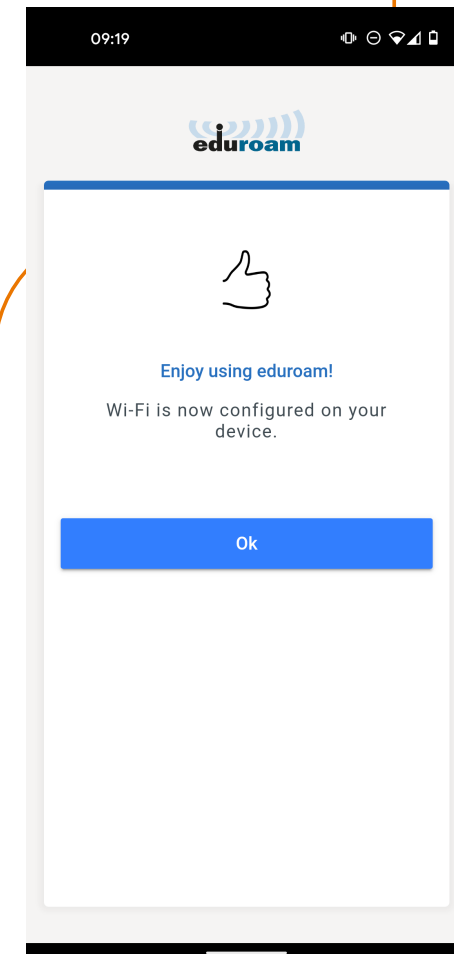 09:19
eduroam
Enjoy using eduroam!
Wi-Fi is now configured on your
device.
Ok